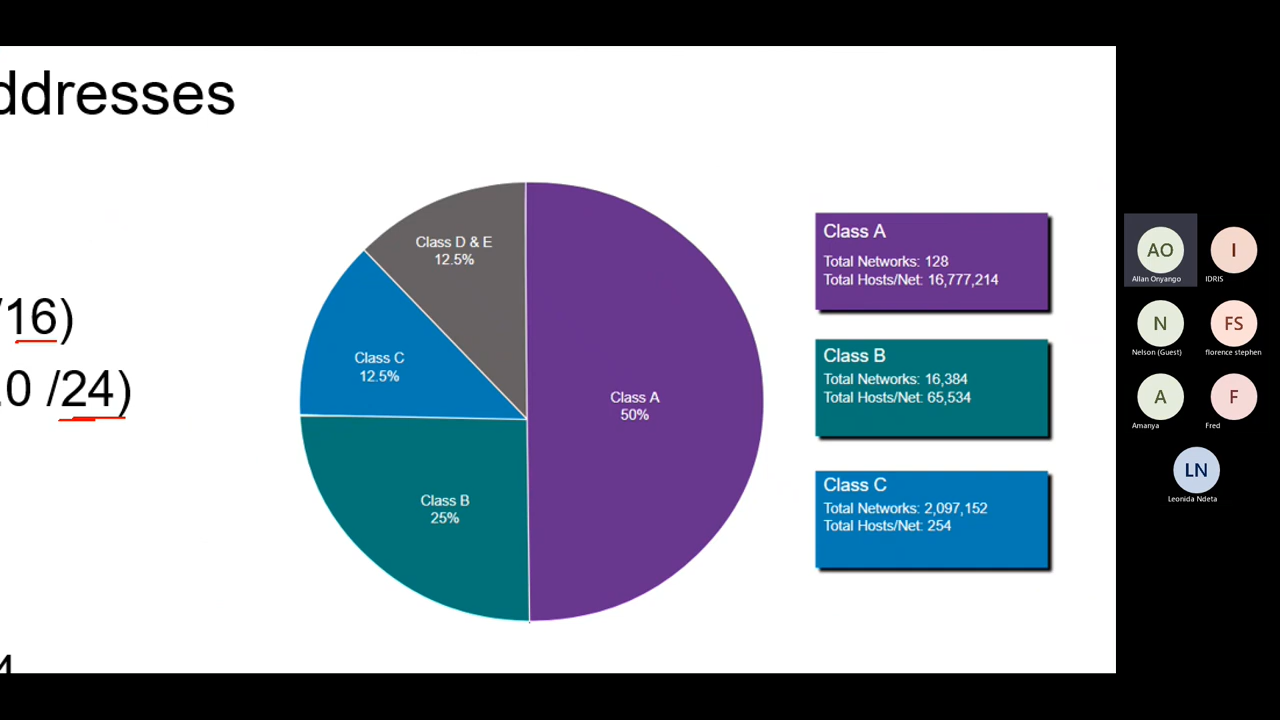 ddresses
/16)
.0 /24)
4
Class D & E
12.5%
Class C
12.5%
Class A
50%
Class B
25%
Class A
Total Networks: 128
Total Hosts/Net: 16,777,214
Class B
Total Networks: 16,384
Total Hosts/Net: 65,534
Class C
Total Networks: 2,097,152
Total Hosts/Net: 254
AO
Allan Onyango
I
IDRIS
N
Nelson (Guest)
FS
florence stephen
A
Amanya
F
Fred
LN
Leonida Ndeta